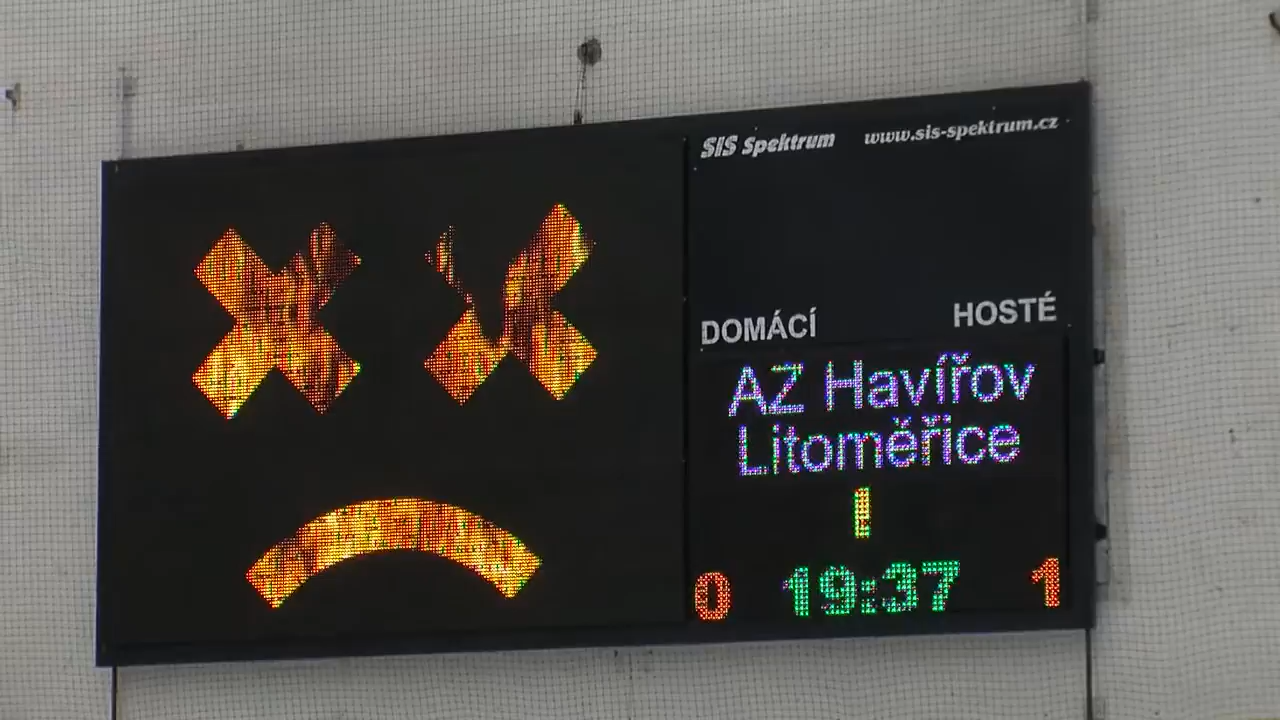 SIS Spektrum www.sis-spektrum.cz
DOMÁCÍ HOSTÉ
AZ Havířov
Litoměřice
1
0 19:37 1